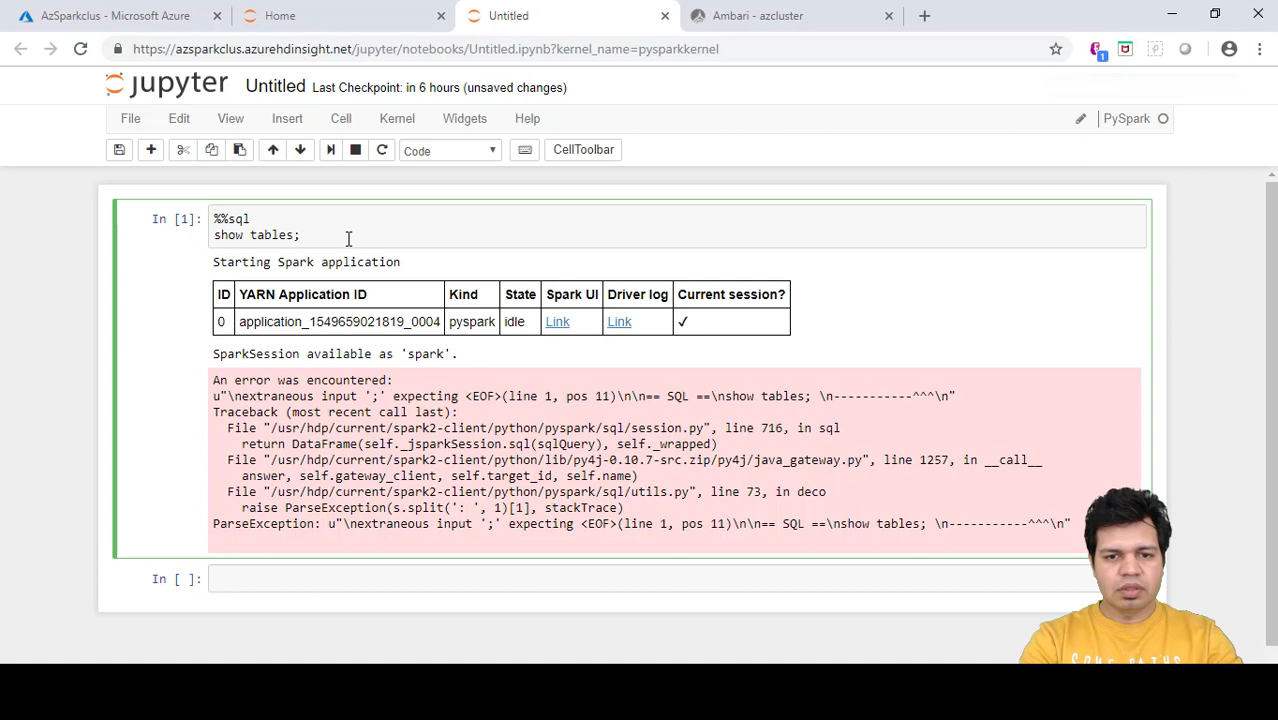 AzSparkclus - Microsoft Azure
Home
Untitled
Ambari - azcluster
https://azsparkclus.azurehdinsight.net/jupyter/notebooks/Untitled.ipynb?kernel_name=pysparkkernel
1
jupyter Untitled Last Checkpoint: in 6 hours (unsaved changes)
File Edit View Insert Cell Kernel Widgets Help PySpark
Code CellToolbar
In [1]: %%sql
show tables;
Starting Spark application
ID YARN Application ID Kind State Spark UI Driver log Current session?
0 application_1549659021819_0004 pyspark idle Link Link ✓
SparkSession available as 'spark'.
An error was encountered:
u"\nextraneous input ';' expecting <EOF>(line 1, pos 11)\n\n== SQL ==\nshow tables; \n-----------^^^\n"
Traceback (most recent call last):
File "/usr/hdp/current/spark2-client/python/pyspark/sql/session.py", line 716, in sql
return DataFrame(self._jsparkSession.sql(sqlQuery), self._wrapped)
File "/usr/hdp/current/spark2-client/python/lib/py4j-0.10.7-src.zip/py4j/java_gateway.py", line 1257, in __call__
answer, self.gateway_client, self.target_id, self.name)
File "/usr/hdp/current/spark2-client/python/pyspark/sql/utils.py", line 73, in deco
raise ParseException(s.split(': ', 1)[1], stackTrace)
ParseException: u"\nextraneous input ';' expecting <EOF>(line 1, pos 11)\n\n== SQL ==\nshow tables; \n-----------^^^\n"
In [ ]: